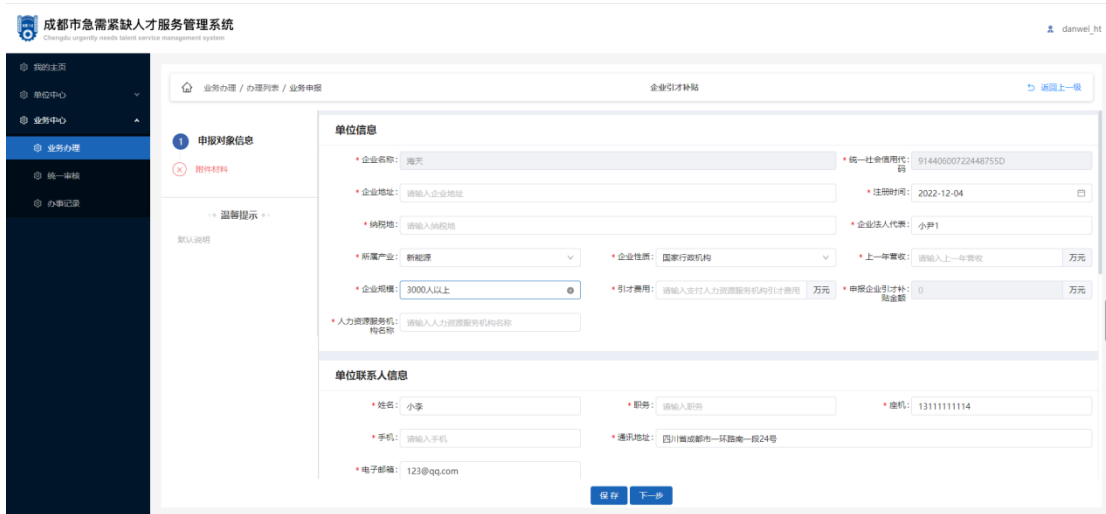 成都市急需紧缺人才服务管理系统
Chengdu urgently needs talent service management system
danwei_ht
我的主页
单位中心
业务中心
业务办理
统一审核
办事记录
业务办理 / 办理列表 / 业务申报
企业引才补贴
返回上一级
1 申报对象信息
附件材料
温馨提示
默认说明
单位信息
* 企业名称: 海天
* 统一社会信用代码: 91440600722448755D
* 企业地址: 请输入企业地址
* 注册时间: 2022-12-04
* 纳税地: 请输入纳税地
* 企业法人代表: 小尹1
* 所属产业: 新能源
* 企业性质: 国家行政机构
* 上一年营收: 请输入上一年营收 万元
* 企业规模: 3000人以上
* 引才费用: 请输入支付人力资源服务机构引才费用 万元
* 申报企业引才补贴金额: 0 万元
* 人力资源服务机构名称: 请输入人力资源服务机构名称
单位联系人信息
* 姓名: 小李
* 职务: 请输入职务
* 座机: 13111111114
* 手机: 请输入手机
* 通讯地址: 四川省成都市一环路南一段24号
* 电子邮箱: 123@qq.com
保存
下一步